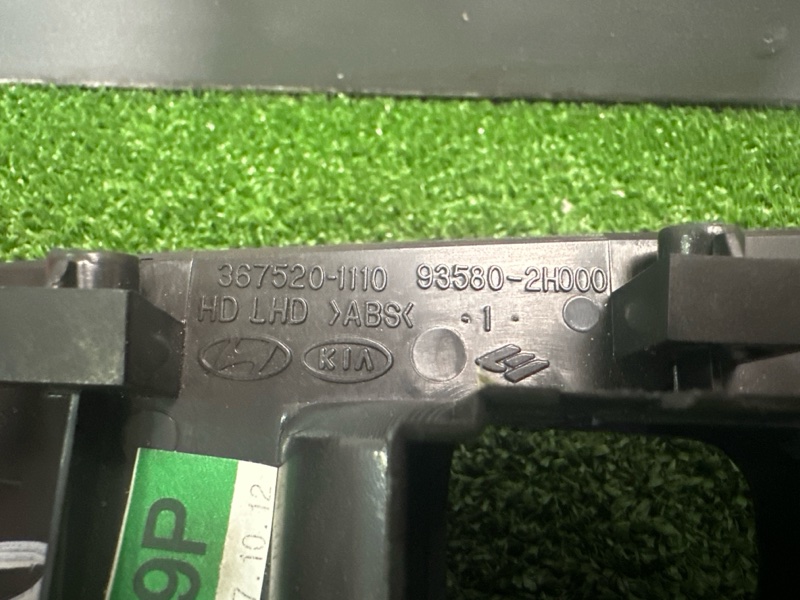 367520-1110 93580-2H000
HD LHD >ABS< ·1·
KIA
9P
7.10.12